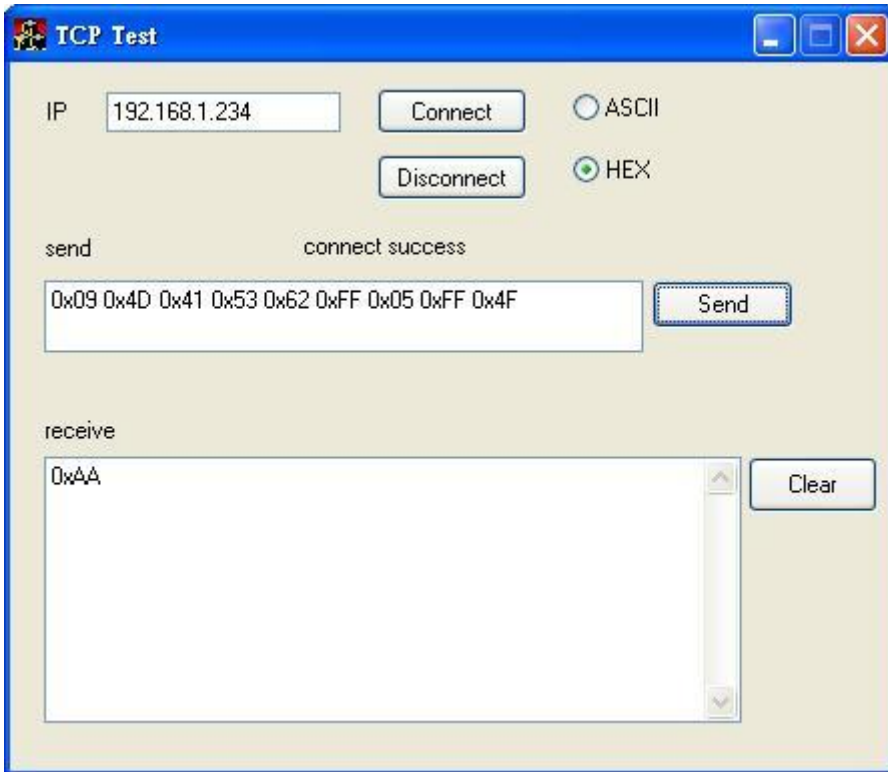 TCP Test
IP 192.168.1.234 Connect ASCII
Disconnect HEX
send connect success
0x09 0x4D 0x41 0x53 0x62 0xFF 0x05 0xFF 0x4F Send
receive
0xAA Clear